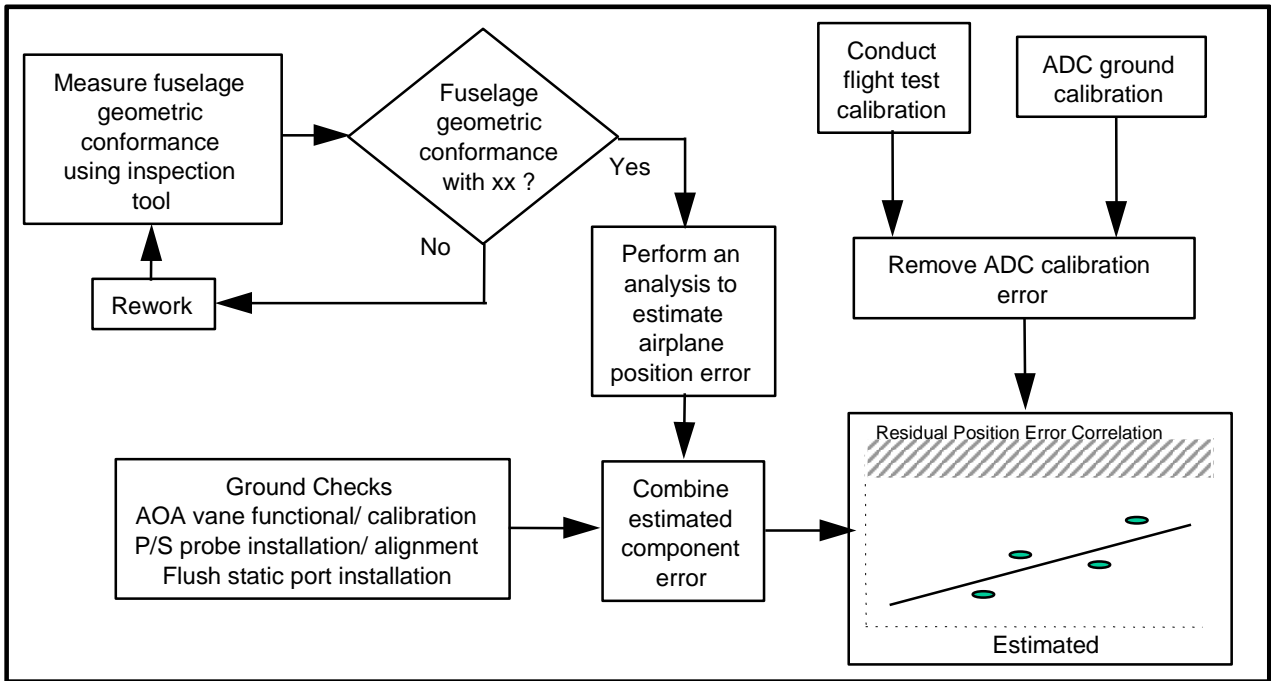 Measure fuselage
geometric
conformance
using inspection
tool
Fuselage
geometric
conformance
with xx ?
Yes
No
Rework
Perform an
analysis to
estimate
airplane
position error
Conduct
flight test
calibration
ADC ground
calibration
Remove ADC calibration
error
Ground Checks
AOA vane functional/ calibration
P/S probe installation/ alignment
Flush static port installation
Combine
estimated
component
error
Residual Position Error Correlation
Estimated